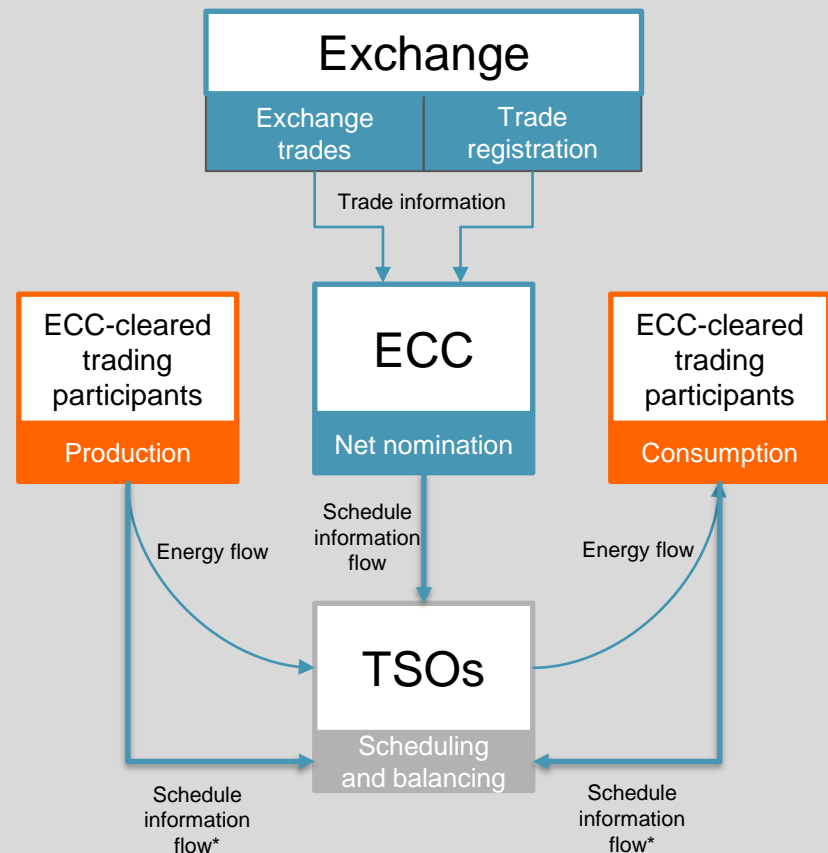 Exchange
Exchange
trades
Trade
registration
Trade information
ECC-cleared
trading
participants
Production
ECC
Net nomination
ECC-cleared
trading
participants
Consumption
Energy flow
Schedule
information
flow
Energy flow
TSOs
Scheduling
and balancing
Schedule
information
flow*
Schedule
information
flow*